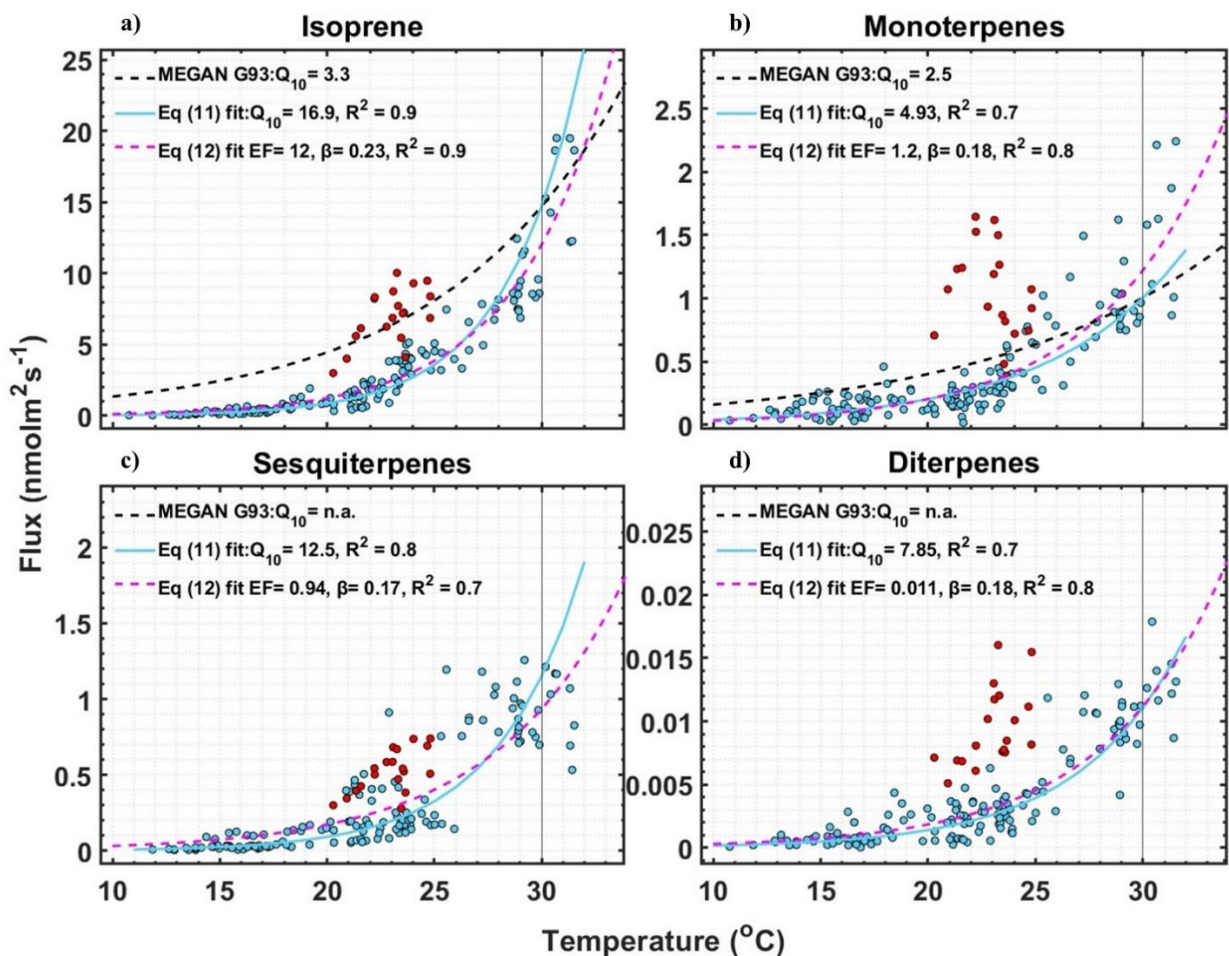 a) Isoprene
b) Monoterpenes
25
20
15
10
5
0
MEGAN G93:Q10= 3.3
Eq (11) fit:Q10= 16.9, R2 = 0.9
Eq (12) fit EF= 12, β= 0.23, R2 = 0.9
2.5
2
1.5
1
0.5
0
MEGAN G93:Q10= 2.5
Eq (11) fit:Q10= 4.93, R2 = 0.7
Eq (12) fit EF= 1.2, β= 0.18, R2 = 0.8
c) Sesquiterpenes
d) Diterpenes
2
1.5
1
0.5
0
MEGAN G93:Q10= n.a.
Eq (11) fit:Q10= 12.5, R2 = 0.8
Eq (12) fit EF= 0.94, β= 0.17, R2 = 0.7
0.025
0.02
0.015
0.01
0.005
0
MEGAN G93:Q10= n.a.
Eq (11) fit:Q10= 7.85, R2 = 0.7
Eq (12) fit EF= 0.011, β= 0.18, R2 = 0.8
10 15 20 25 30
10 15 20 25 30
Flux (nmolm2s-1)
Temperature (oC)